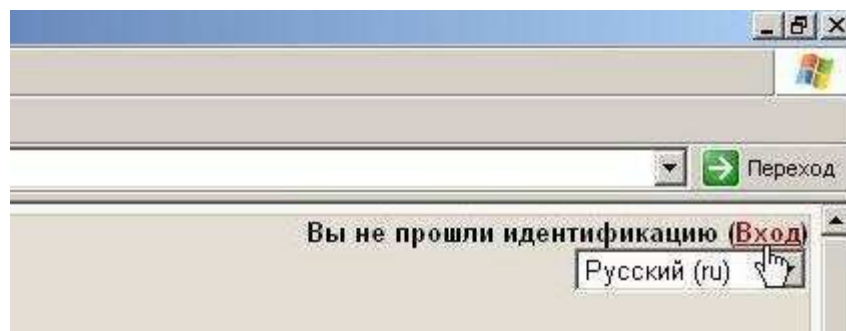 Переход
Вы не прошли идентификацию (Вход)
Русский (ru)